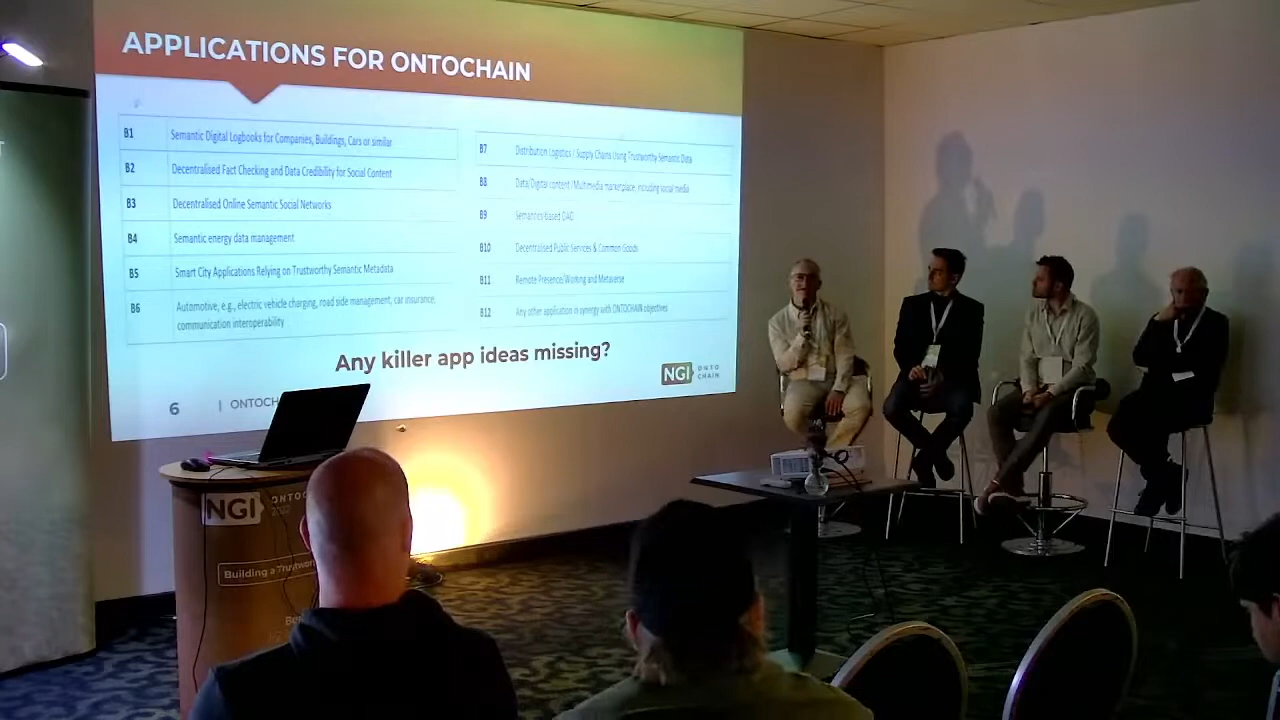 APPLICATIONS FOR ONTOCHAIN
B1 Semantic Digital Logbooks for Companies, Buildings, Cars or similar
B2 Decentralised Fact Checking and Data Credibility for Social Content
B3 Decentralised Online Semantic Social Networks
B4 Semantic energy data management
B5 Smart City Applications Relying on Trustworthy Semantic Metadata
B6 Automotive, e.g., electric vehicle charging, road side management, car insurance,
communication interoperability
B7 Distribution Logistics / Supply Chains Using Trustworthy Semantic Data
B8 Data/Digital content /Multimedia marketplace, including social media
B9 Semantics-based DAO
B10 Decentralised Public Services & Common Goods
B11 Remote Presence/Working and Metaverse
B12 Any other application in synergy with ONTOCHAIN objectives
Any killer app ideas missing?
NGI ONTO
CHAIN
6 | ONTOCH
NGI ONTOC
2022
Building a Trustwor